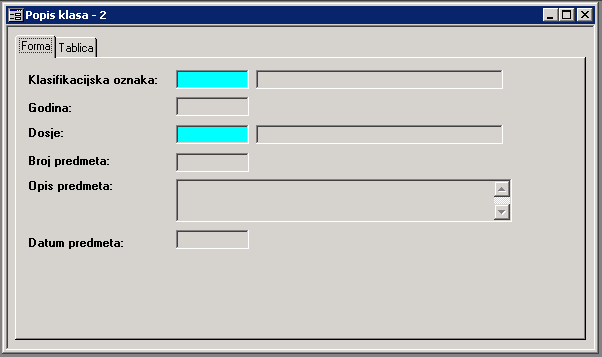 Popis klasa - 2
Forma Tablica
Klasifikacijska oznaka:
Godina:
Dosje:
Broj predmeta:
Opis predmeta:
Datum predmeta: